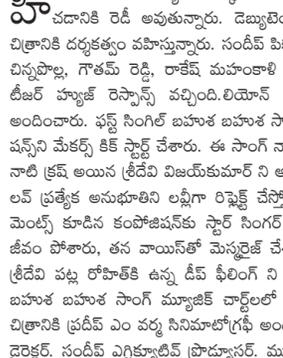 హీ
చడానికి రెడీ అవుతున్నారు. డెబ్యుటె
చిత్రానికి దర్శకత్వం వహిస్తున్నారు. సందీప్
చిన్నపొల్ల, గౌతమ్ రెడ్డి, రాకేష్ మహంకాళి
టీజర్ హ్యుజ్ రెస్పాన్స్ వచ్చింది.లియోన్
అందించారు. ఫస్ట్ సింగిల్ బహుశ బహుశ సా
షన్స్‌ని మేకర్స్ కిక్ స్టార్ట్ చేశారు. ఈ సాంగ్
నాటి క్రష్ అయిన శ్రీదేవి విజయ్‌కుమార్ ని
లవ్ ప్రత్యేక అనుభూతిని లవ్లీగా రిఫ్లెక్ట్ చేస్తో
మెంట్స్ కూడిన కంపోజిషన్‌కు స్టార్ సింగర్
జీవం పోశారు, తన వాయిస్‌తో మెస్మరైజ్ చే
శ్రీదేవి పట్ల రోహిత్‌కి ఉన్న డీప్ ఫీలింగ్ ని
బహుశ బహుశ సాంగ్ మ్యూజిక్ చార్ట్‌లలో
చిత్రానికి ప్రదీప్ ఎం వర్మ సినిమాటోగ్రఫీ అం
డైరెక్టర్. సందీప్ ఎగ్జిక్యూటివ్ ప్రొడ్యూసర్.